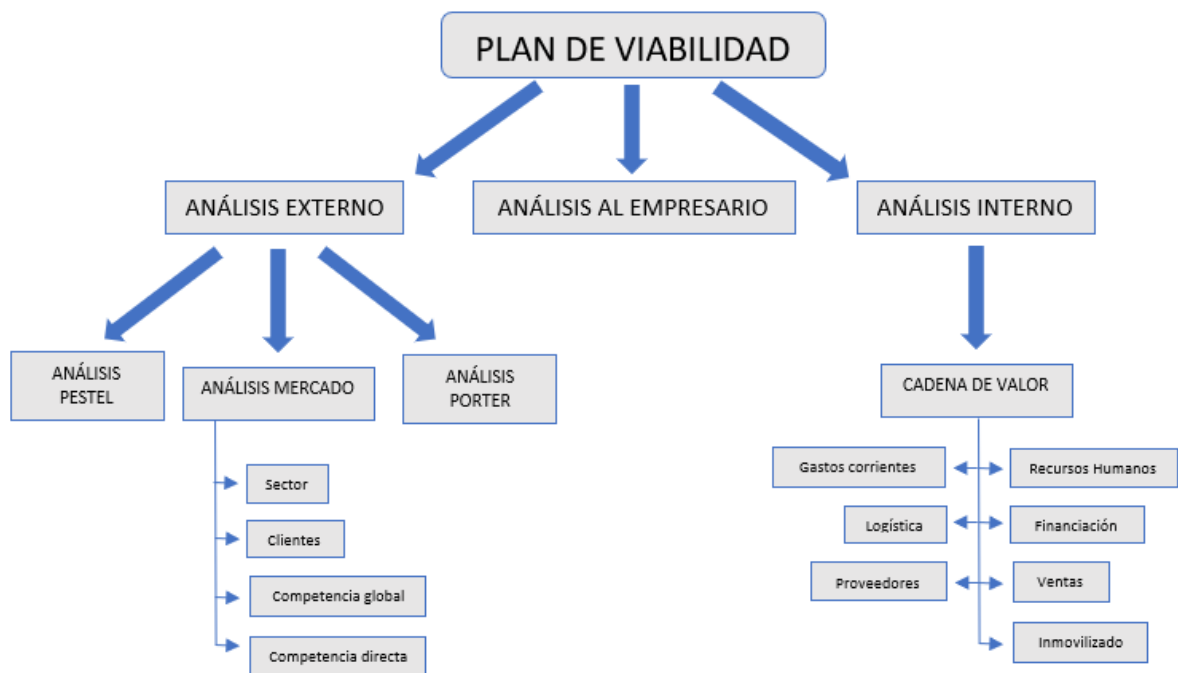 PLAN DE VIABILIDAD
ANÁLISIS EXTERNO
ANÁLISIS AL EMPRESARIO
ANÁLISIS INTERNO
ANÁLISIS
PESTEL
ANÁLISIS MERCADO
ANÁLISIS
PORTER
CADENA DE VALOR
Sector
Clientes
Competencia global
Competencia directa
Gastos corrientes
Recursos Humanos
Logística
Financiación
Proveedores
Ventas
Inmovilizado